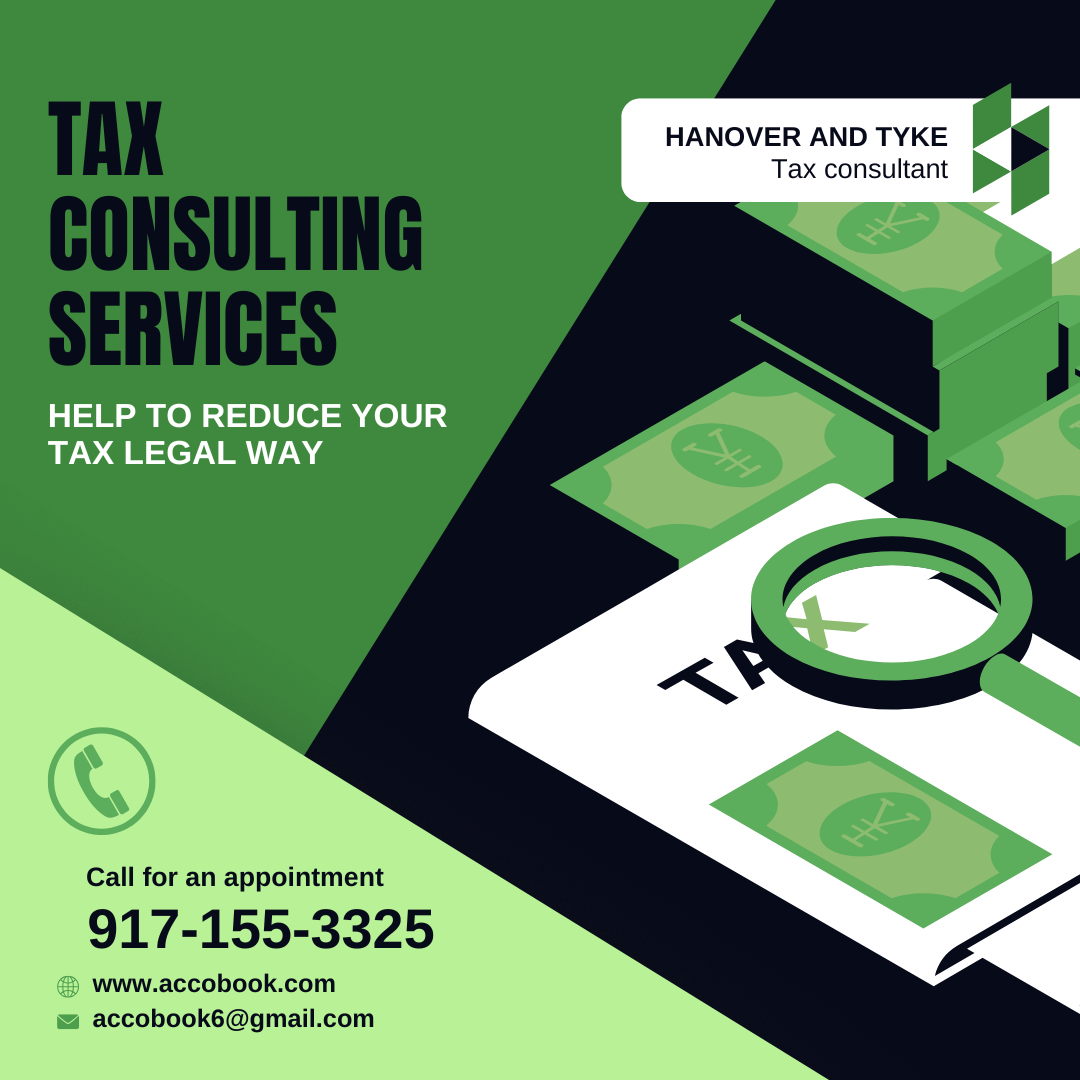 TAX
CONSULTING
SERVICES
HELP TO REDUCE YOUR
TAX LEGAL WAY
HANOVER AND TYKE
Tax consultant
TAX
Call for an appointment
917-155-3325
www.accobook.com
accobook6@gmail.com